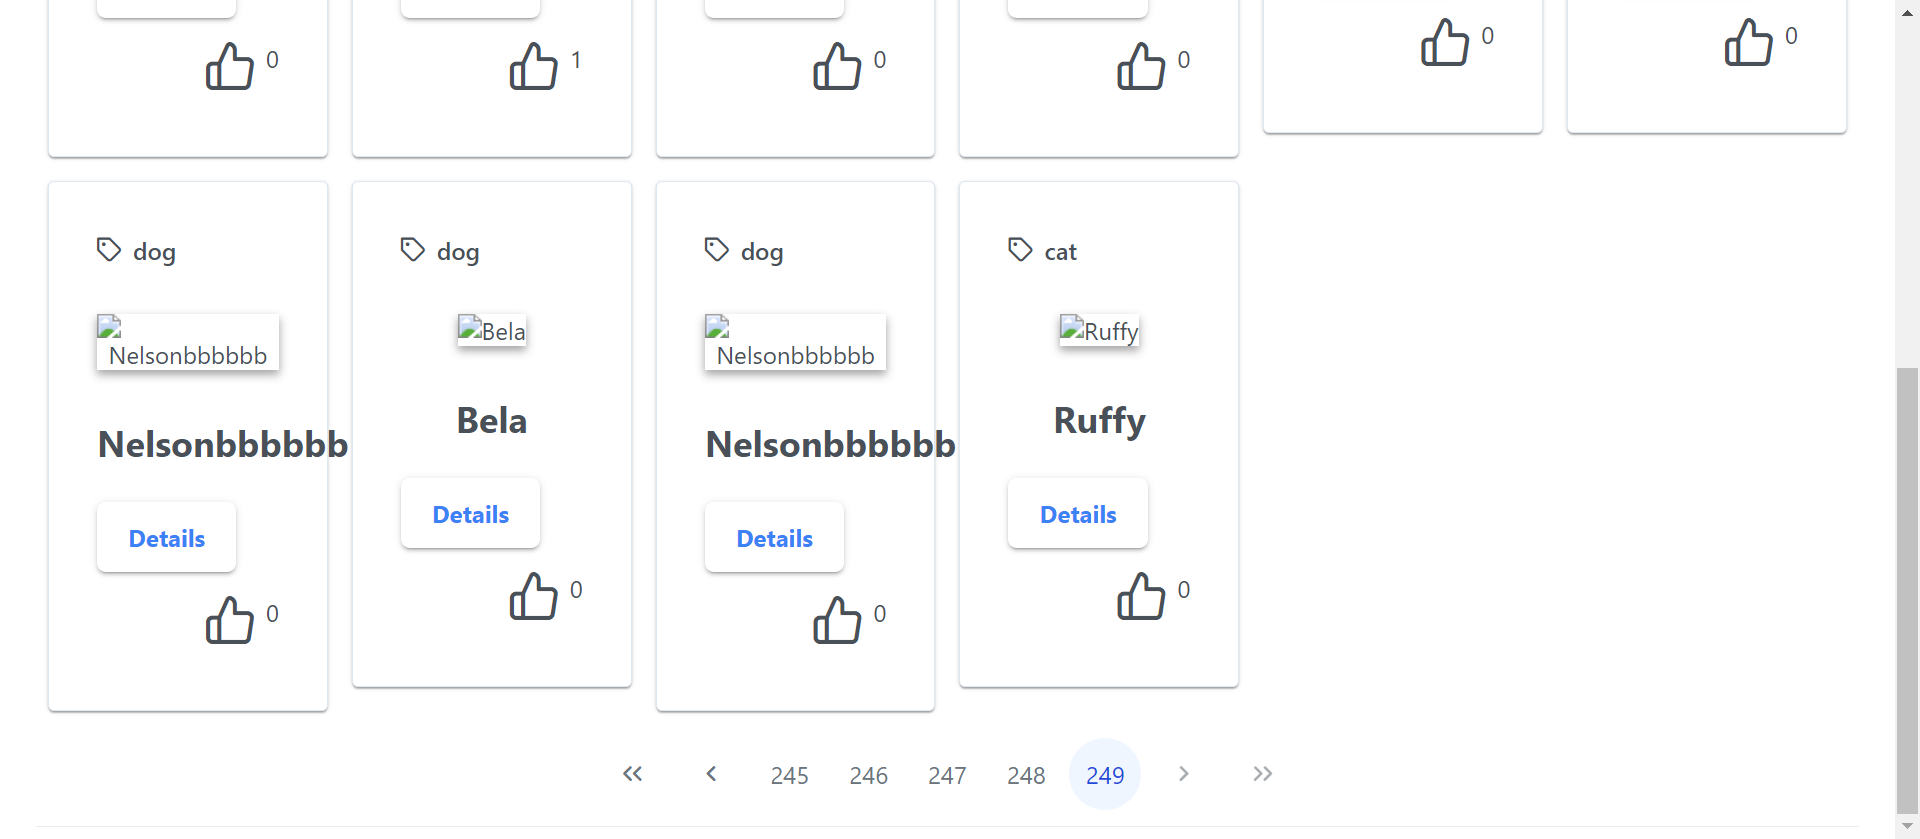 0 1 0 0 0 0
dog dog dog cat
Nelsonbbbbbb Bela Nelsonbbbbbb Ruffy
Nelsonbbbbbb Bela Nelsonbbbbbb Ruffy
Details Details Details Details
0 0 0 0
245 246 247 248 249